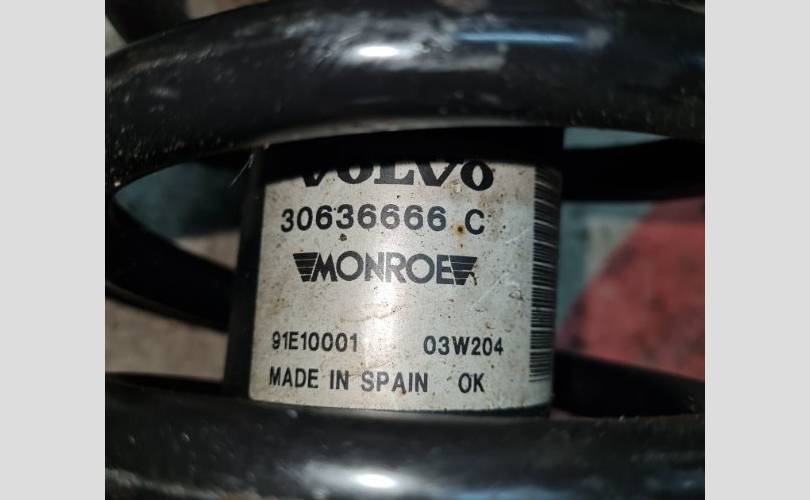 VOLVO
30636666 C
MONROE
91E10001 03W204
MADE IN SPAIN OK